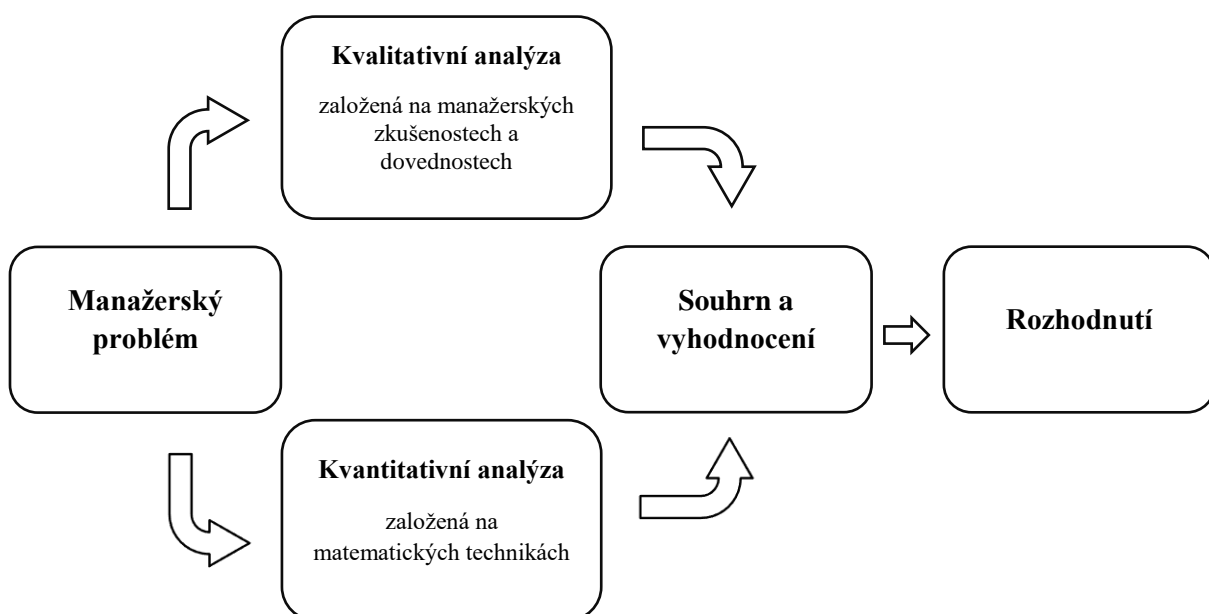 Kvalitativní analýza
založená na manažerských
zkušenostech a
dovednostech
Manažerský
problém
Souhrn a
vyhodnocení
Rozhodnutí
Kvantitativní analýza
založená na
matematických technikách